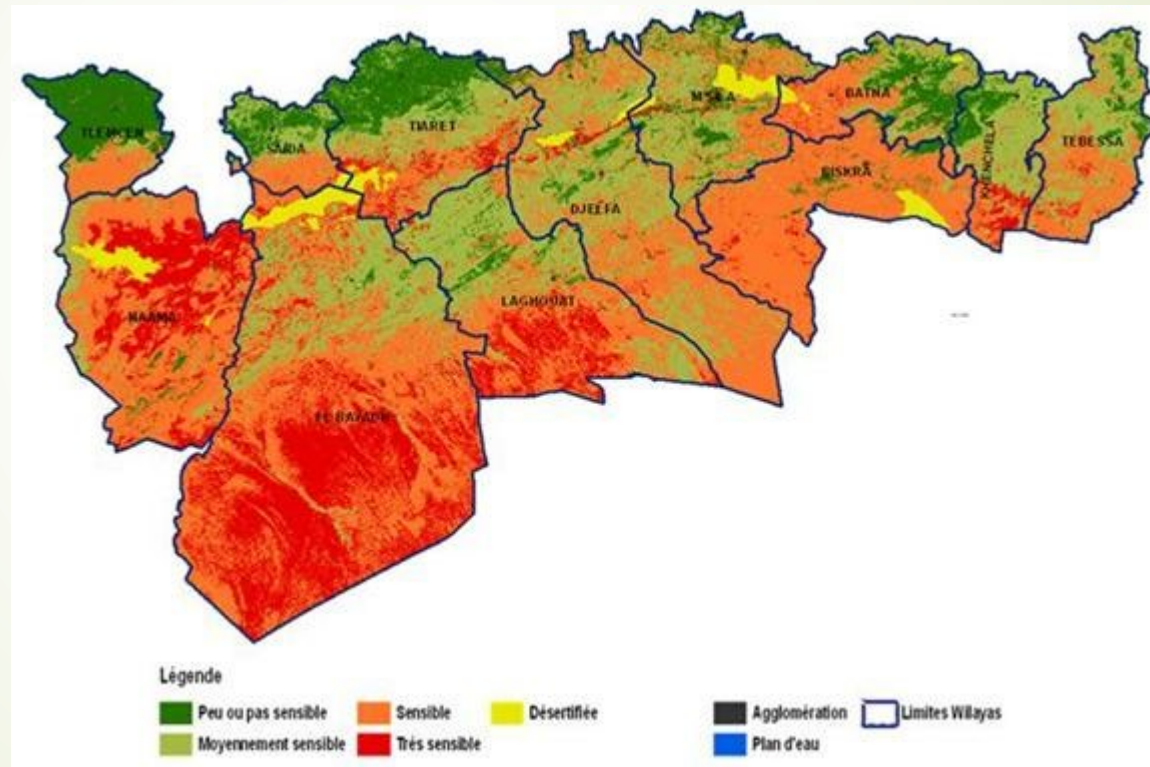 TLEMCEN
SAIDA
TIARET
M'SILA
BATNA
KHENCHELA
TEBESSA
BISKRA
DJELFA
LAGHOUAT
NAAMA
EL BAYADH
Légende
Peu ou pas sensible
Sensible
Désertifiée
Agglomération
Limites Wilayas
Moyennement sensible
Trés sensible
Plan d'eau